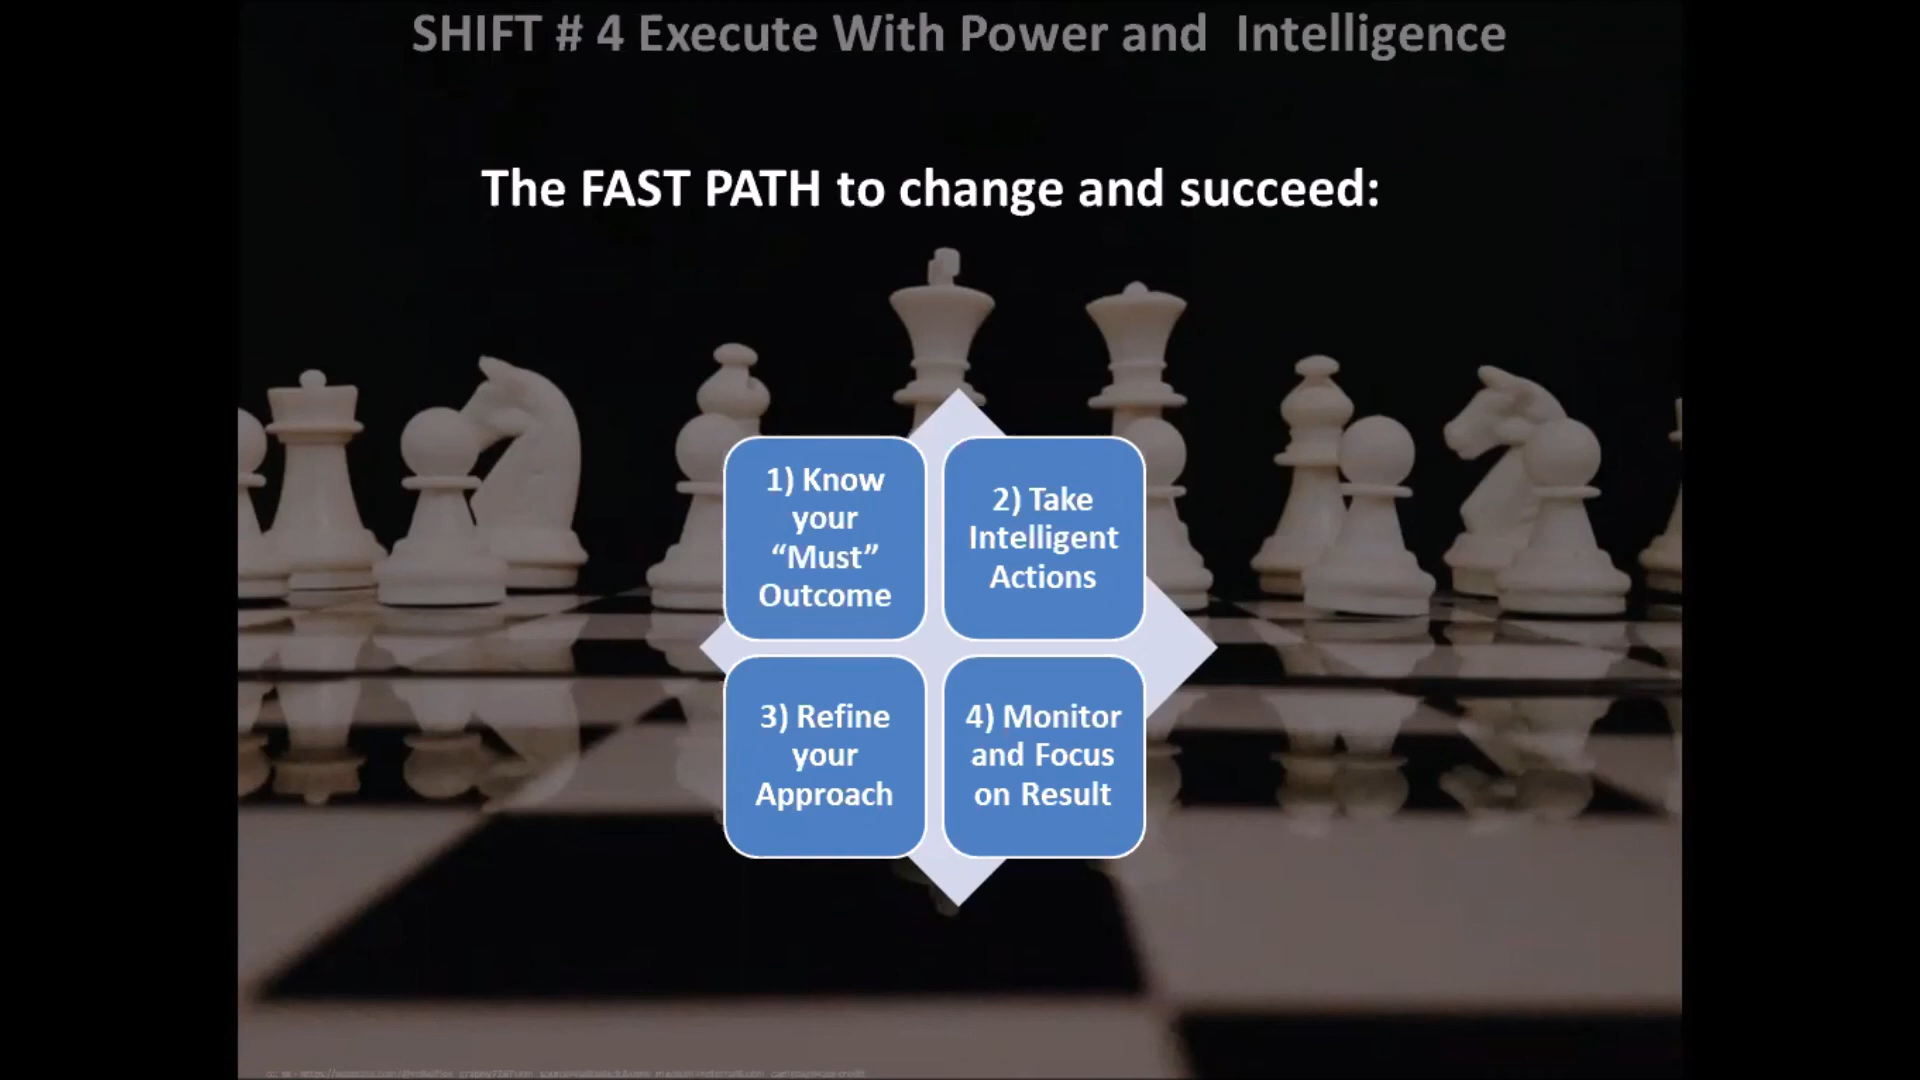 SHIFT # 4 Execute With Power and Intelligence
The FAST PATH to change and succeed:
1) Know
your
“Must”
Outcome
2) Take
Intelligent
Actions
3) Refine
your
Approach
4) Monitor
and Focus
on Result